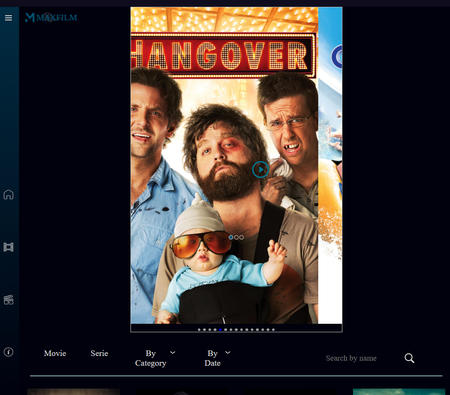 MAXFILM
HANGOVER
Movie
Serie
By
Category
By
Date
Search by name